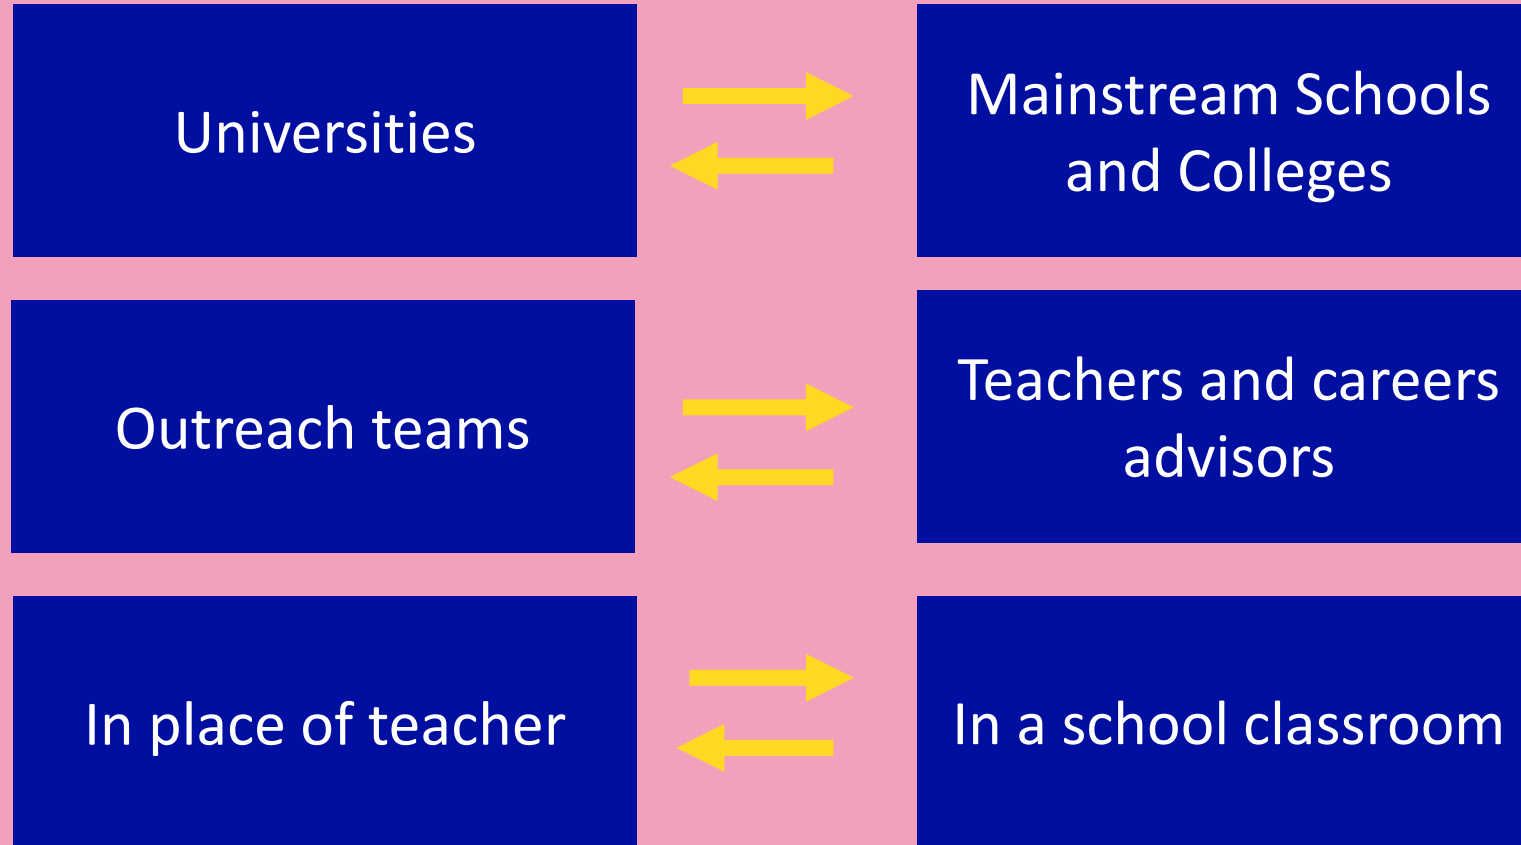 Universities
Mainstream Schools
and Colleges
Outreach teams
Teachers and careers
advisors
In place of teacher
In a school classroom